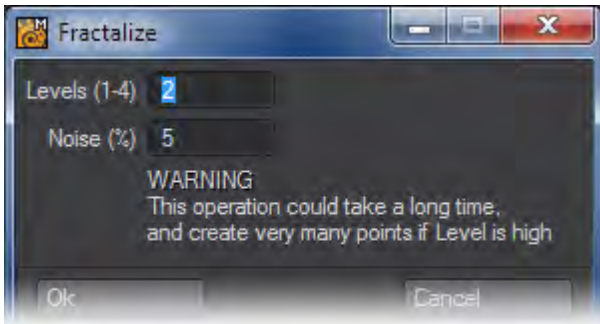 Fractalize
Levels (1-4) 2
Noise (%) 5
WARNING
This operation could take a long time,
and create very many points if Level is high
Ok Cancel